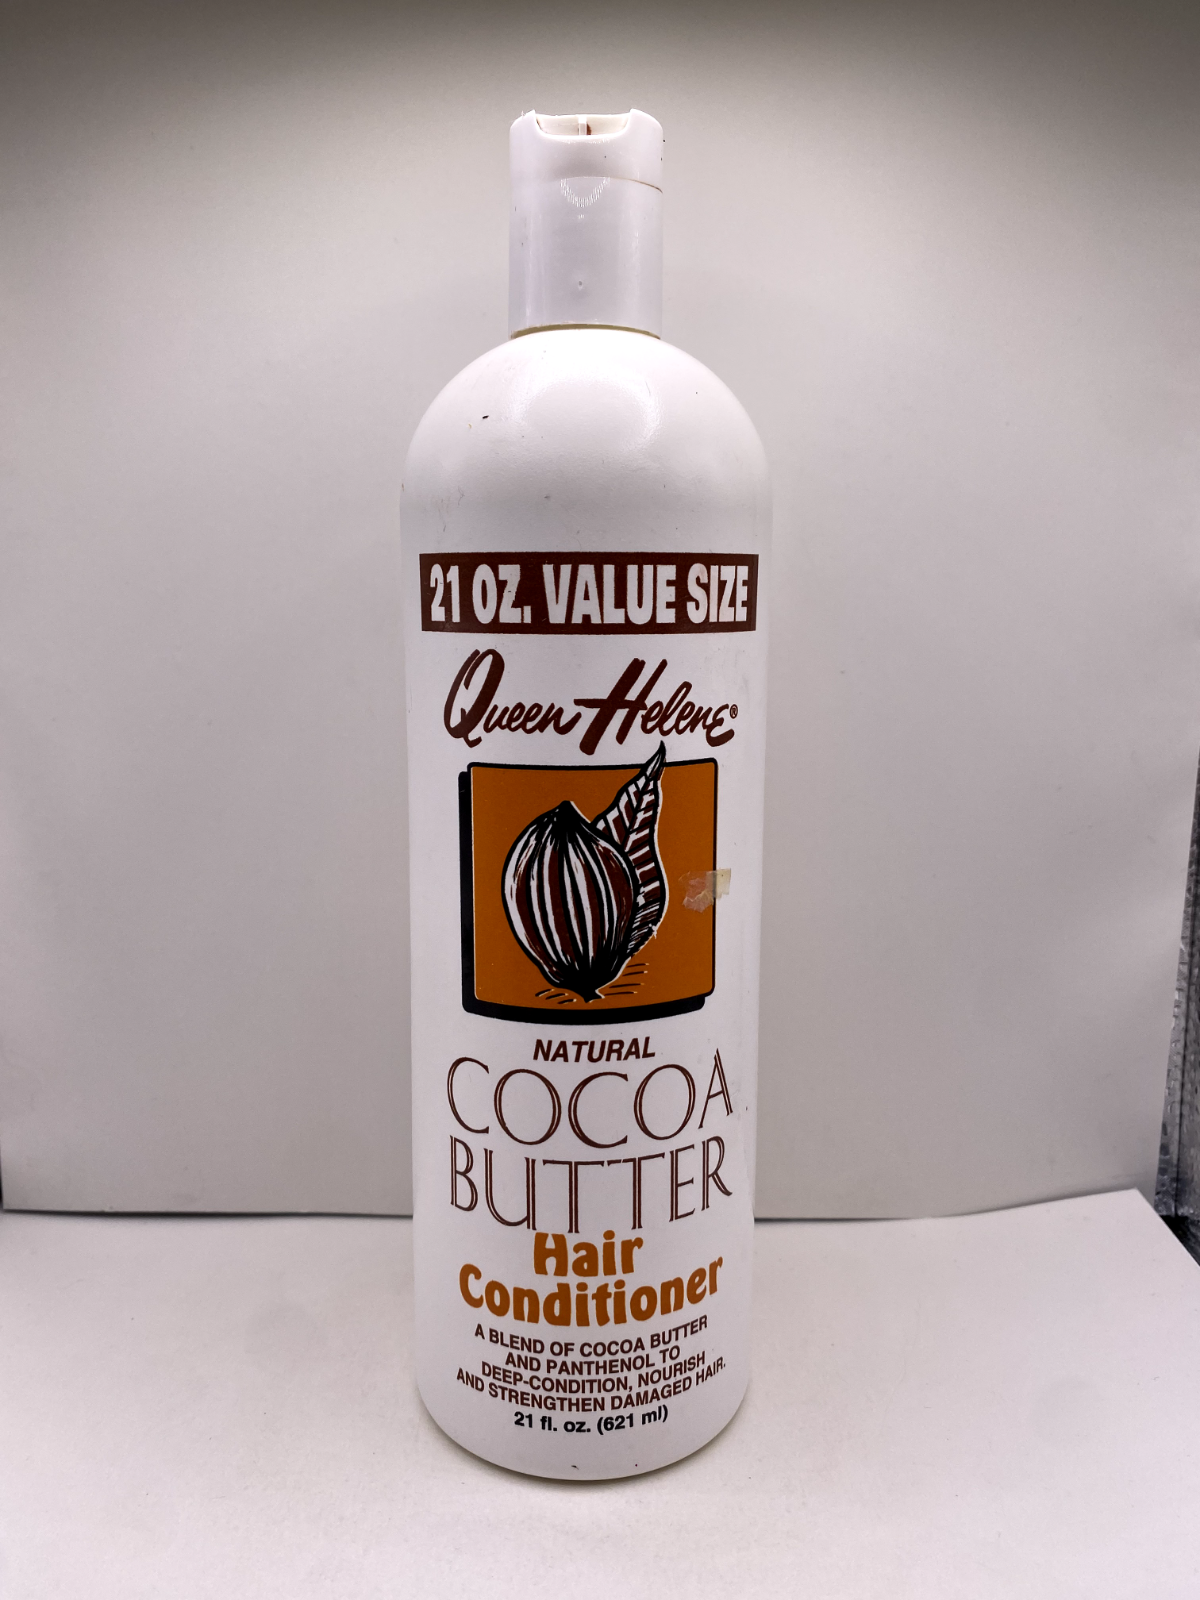 21 OZ. VALUE SIZE
Queen Helene®
NATURAL
COCOA
BUTTER
Hair
Conditioner
A BLEND OF COCOA BUTTER
AND PANTHENOL TO
DEEP-CONDITION, NOURISH
AND STRENGTHEN DAMAGED HAIR.
21 fl. oz. (621 ml)